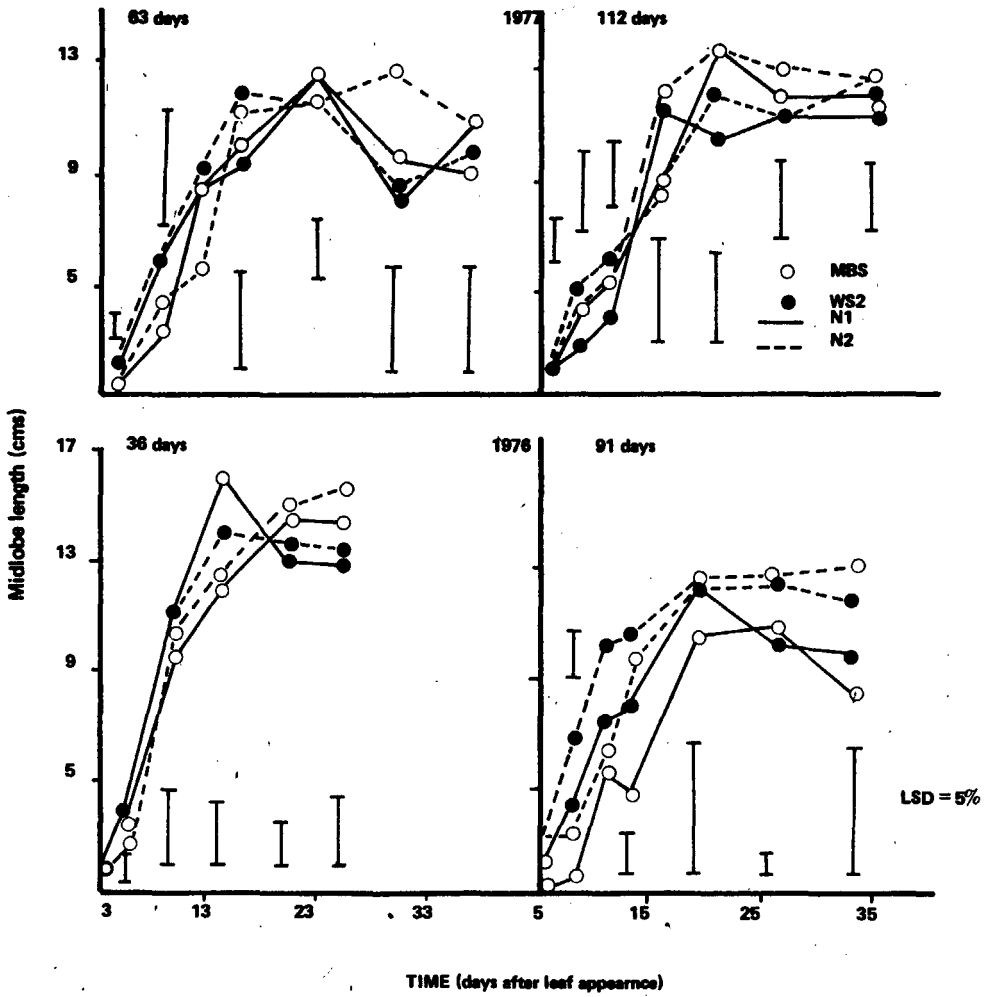 63 days
1977
112 days
13
9
5
MBS
WS2
N1
N2
36 days
1976
91 days
17
13
9
5
LSD = 5%
3 13 23 33
5 15 25 35
Midlobe length (cms)
TIME (days after leaf appearnce)